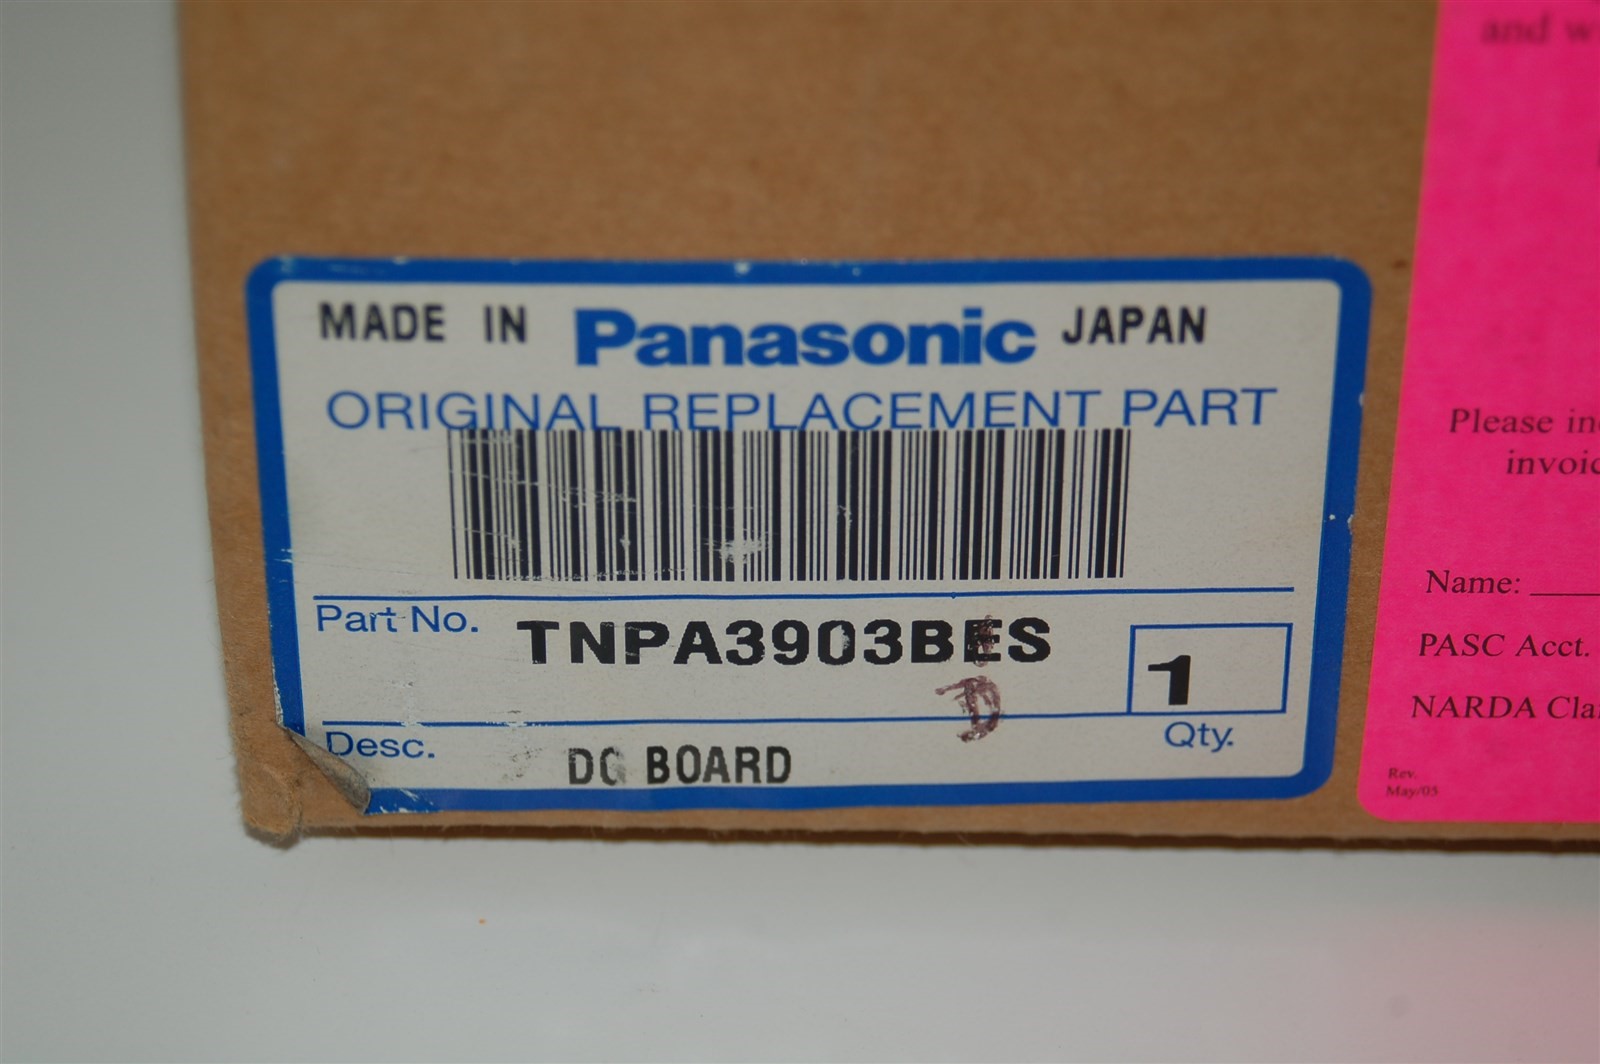 MADE IN Panasonic JAPAN
ORIGINAL REPLACEMENT PART
Part No. TNPA3903BES
D
1
Qty.
Desc. DG BOARD
and w
Please in
invoic
Name:
PASC Acct.
NARDA Cla
Rev.
May/05